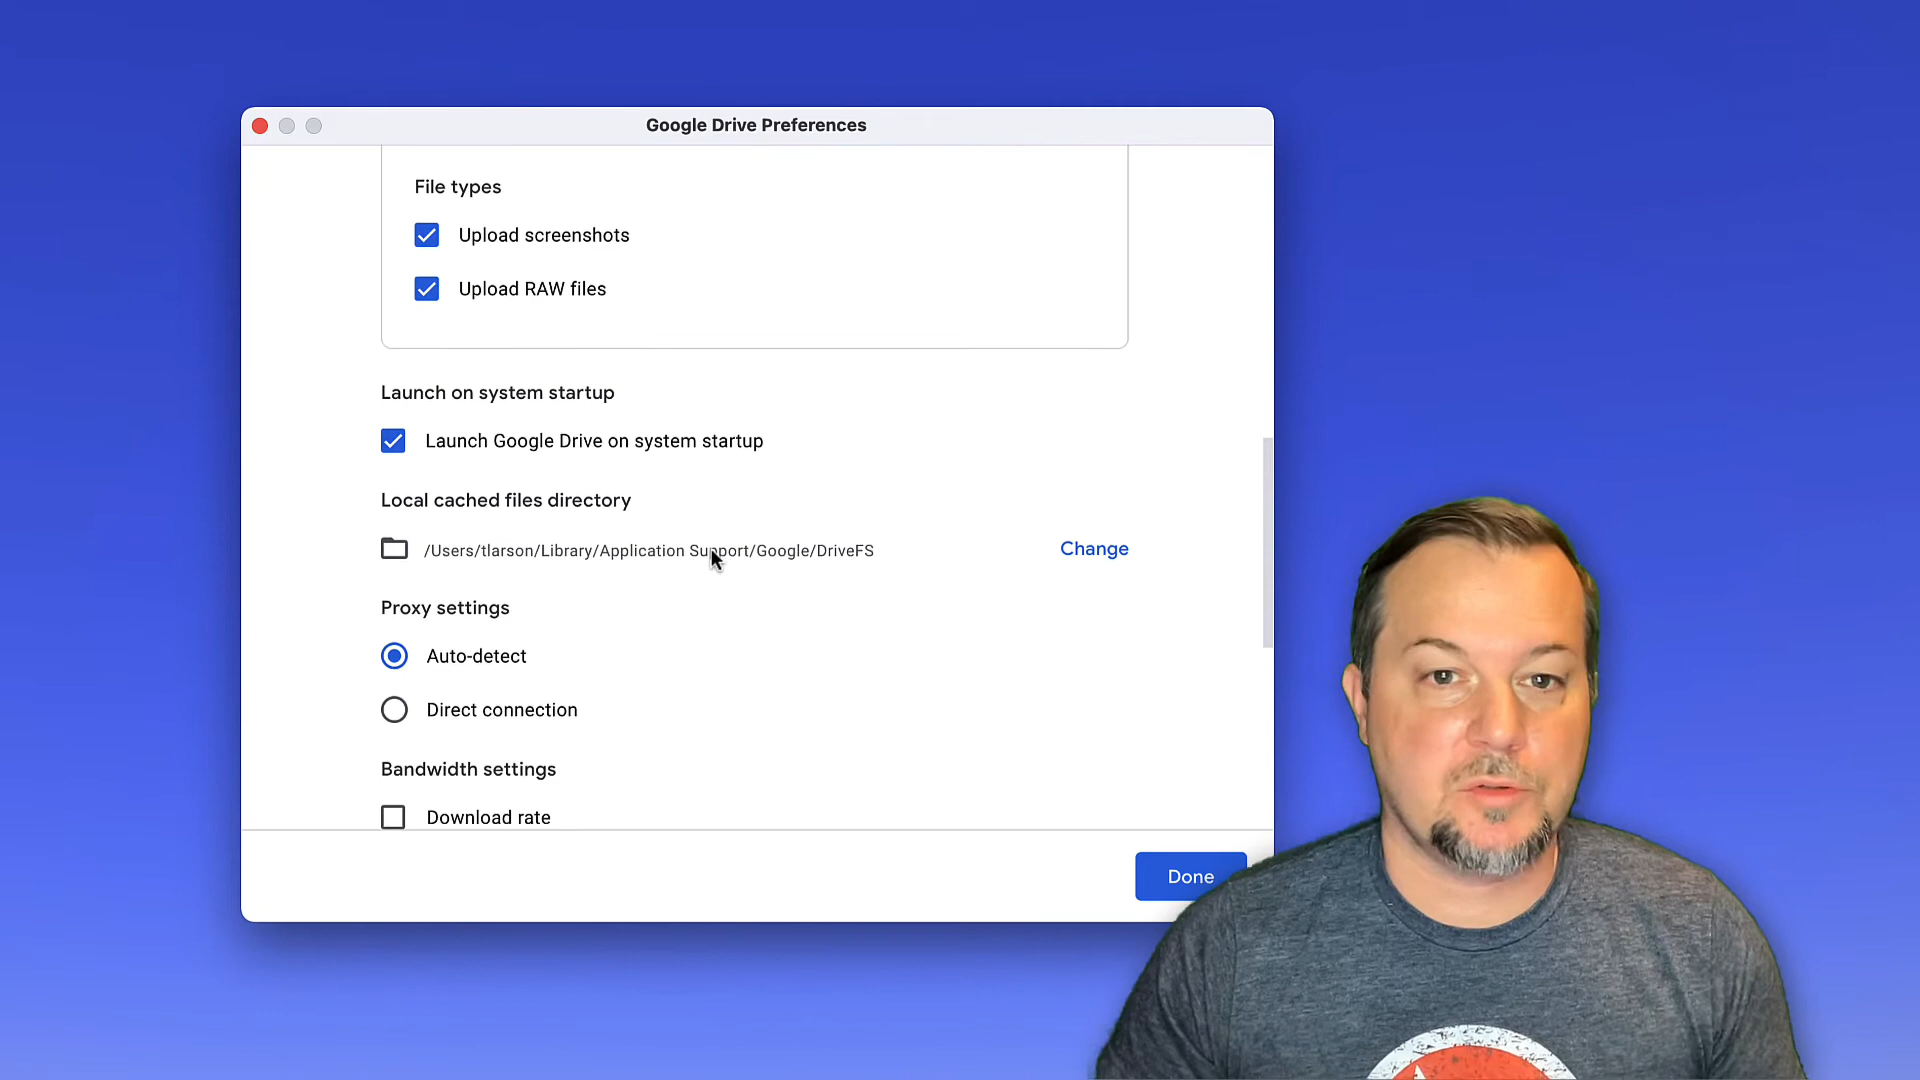 Google Drive Preferences
File types
Upload screenshots
Upload RAW files
Launch on system startup
Launch Google Drive on system startup
Local cached files directory
/Users/tlarson/Library/Application Support/Google/DriveFS
Change
Proxy settings
Auto-detect
Direct connection
Bandwidth settings
Download rate
Done